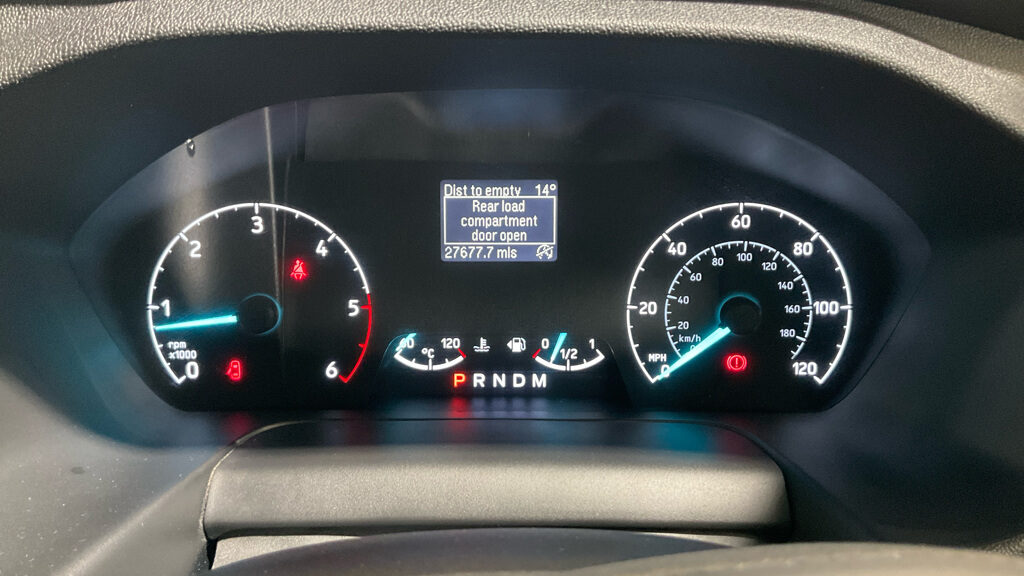 Dist to empty 14°
Rear load
compartment
door open
27677.7 mls
0
1
2
3
4
5
6
rpm
x1000
120
°C
0
1/2
1
P R N D M
0
20
40
60
80
100
120
MPH
20
40
60
80
100
120
140
160
180
km/h